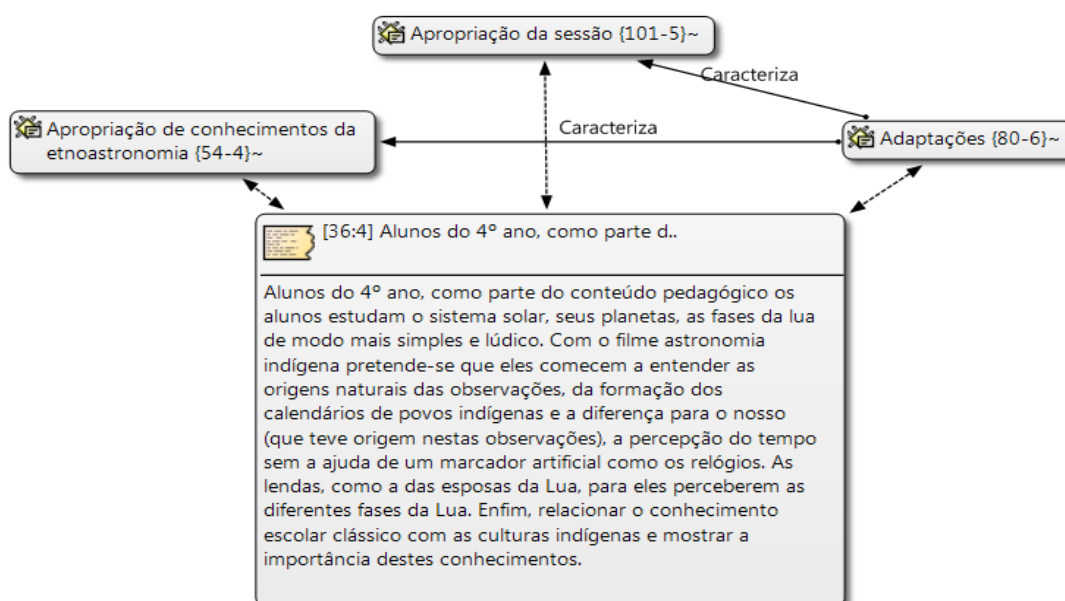 Apropriação da sessão {101-5}~
Caracteriza
Apropriação de conhecimentos da
etnoastronomia {54-4}~
Caracteriza
Adaptações {80-6}~
[36:4] Alunos do 4º ano, como parte d..
Alunos do 4º ano, como parte do conteúdo pedagógico os
alunos estudam o sistema solar, seus planetas, as fases da lua
de modo mais simples e lúdico. Com o filme astronomia
indígena pretende-se que eles comecem a entender as
origens naturais das observações, da formação dos
calendários de povos indígenas e a diferença para o nosso
(que teve origem nestas observações), a percepção do tempo
sem a ajuda de um marcador artificial como os relógios. As
lendas, como a das esposas da Lua, para eles perceberem as
diferentes fases da Lua. Enfim, relacionar o conhecimento
escolar clássico com as culturas indígenas e mostrar a
importância destes conhecimentos.